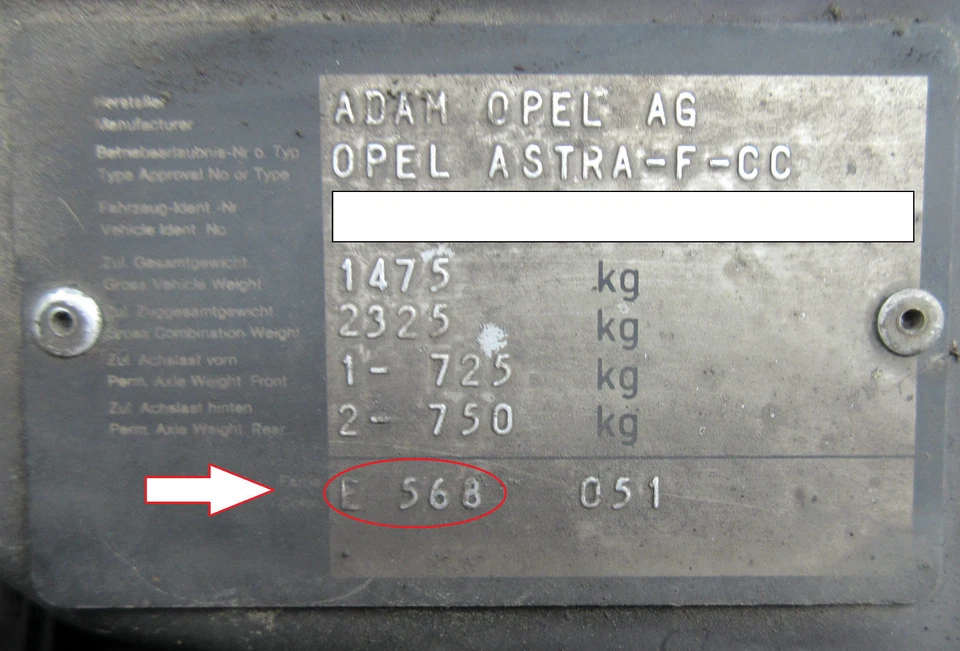 Hersteller
Manufacturer
ADAM OPEL AG
Betriebserlaubnis-Nr o. Typ
Type Approval No or Type
OPEL ASTRA-F-CC
Fahrzeug-Ident.-Nr
Vehicle Ident. No
Zul. Gesamtgewicht
Gross Vehicle Weight
1475 kg
Zul. Zuggesamtgewicht
Gross Combination Weight
2325 kg
Zul. Achslast vorn
Perm. Axle Weight Front
1- 725 kg
Zul. Achslast hinten
Perm. Axle Weight Rear
2- 750 kg
E 568 051